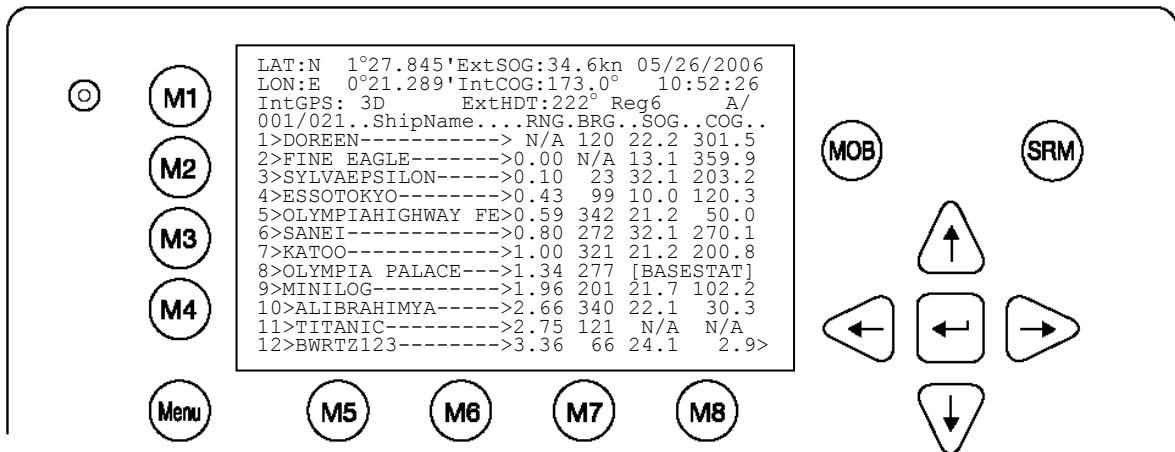 LAT:N  1°27.845'ExtSOG:34.6kn 05/26/2006
LON:E  0°21.289'IntCOG:173.0°   10:52:26
IntGPS: 3D      ExtHDT:222° Reg6     A/
001/021..ShipName....RNG.BRG..SOG..COG..
1>DOREEN------------> N/A 120 22.2 301.5
2>FINE EAGLE------->0.00 N/A 13.1 359.9
3>SYLVAEPSILON----->0.10  23 32.1 203.2
4>ESSOTOKYO-------->0.43  99 10.0 120.3
5>OLYMPIAHIGHWAY FE>0.59 342 21.2  50.0
6>SANEI------------>0.80 272 32.1 270.1
7>KATOO------------>1.00 321 21.2 200.8
8>OLYMPIA PALACE--->1.34 277 [BASESTAT]
9>MINILOG---------->1.96 201 21.7 102.2
10>ALIBRAHIMYA----->2.66 340 22.1  30.3
11>TITANIC--------->2.75 121  N/A  N/A
12>BWRTZ123-------->3.36  66 24.1   2.9>
M1
M2
M3
M4
Menu
M5
M6
M7
M8
MOB
SRM